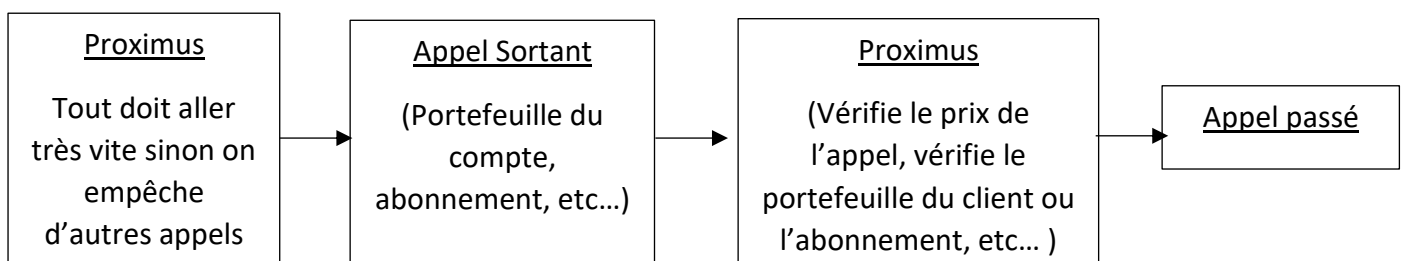 Proximus
Tout doit aller
très vite sinon on
empêche
d’autres appels
Appel Sortant
(Portefeuille du
compte,
abonnement, etc…)
Proximus
(Vérifie le prix de
l’appel, vérifie le
portefeuille du client ou
l’abonnement, etc… )
Appel passé